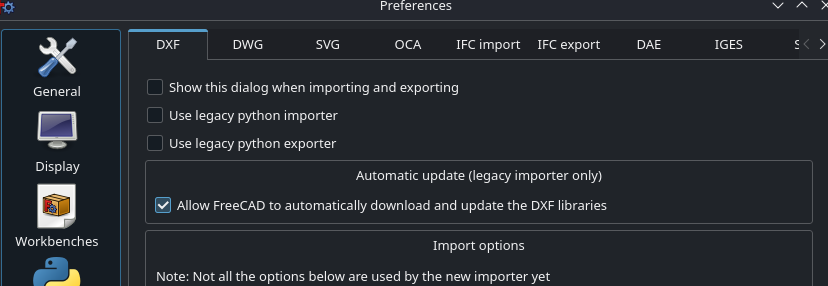 Preferences
DXF DWG SVG OCA IFC import IFC export DAE IGES
General
Display
Workbenches
Show this dialog when importing and exporting
Use legacy python importer
Use legacy python exporter
Automatic update (legacy importer only)
Allow FreeCAD to automatically download and update the DXF libraries
Import options
Note: Not all the options below are used by the new importer yet